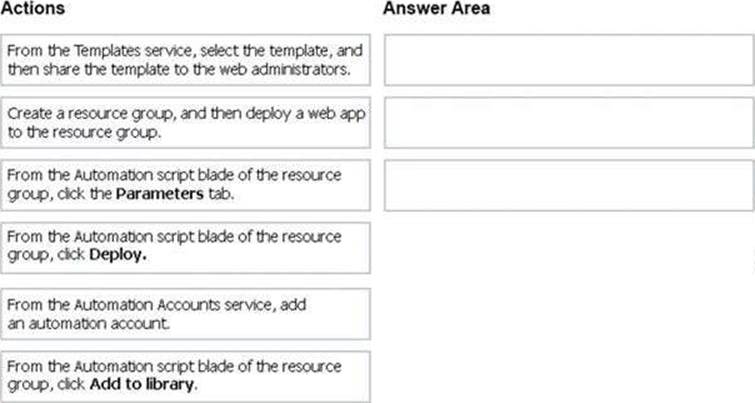 Actions
Answer Area
From the Templates service, select the template, and
then share the template to the web administrators.
Create a resource group, and then deploy a web app
to the resource group.
From the Automation script blade of the resource
group, click the Parameters tab.
From the Automation script blade of the resource
group, click Deploy.
From the Automation Accounts service, add
an automation account.
From the Automation script blade of the resource
group, click Add to library.